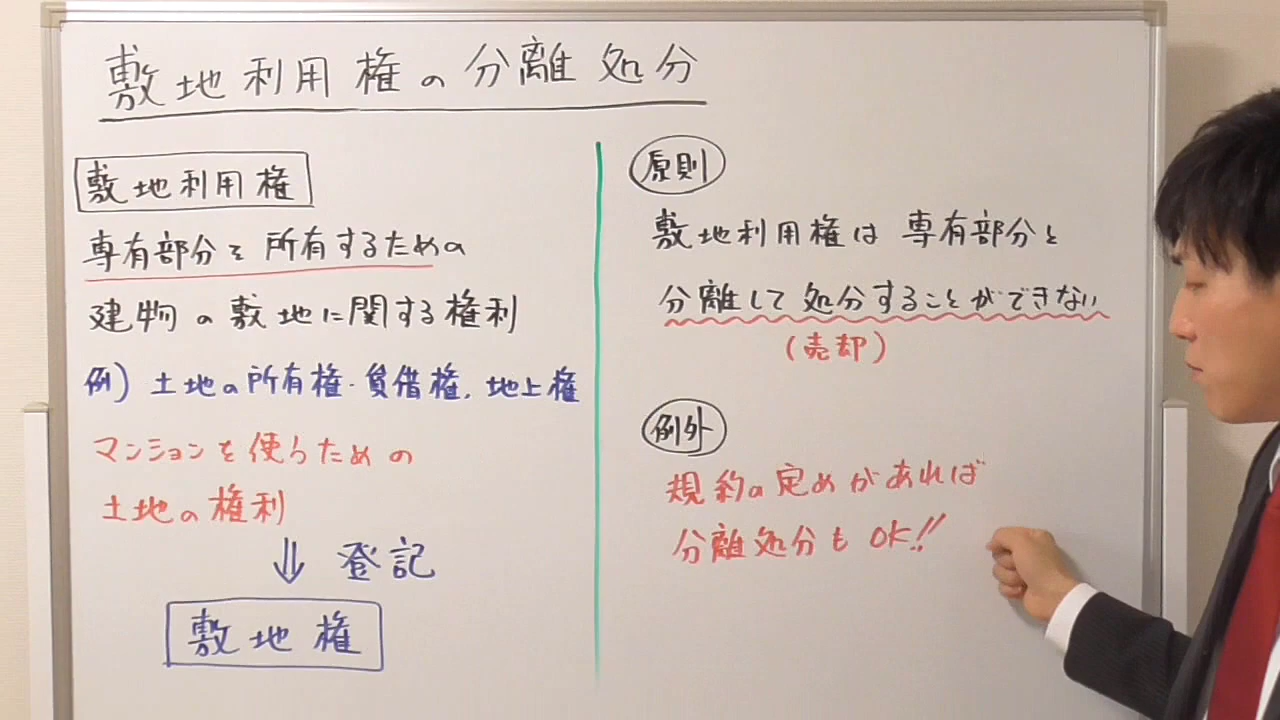 敷地利用権の分離処分
敷地利用権
専有部分を所有するための
建物の敷地に関する権利
例) 土地の所有権・賃借権, 地上権
マンションを使うための
土地の権利
⇓ 登記
敷地権
原則
敷地利用権は専有部分と
分離して処分することができない
(売却)
例外
規約の定めがあれば
分離処分もOK!!